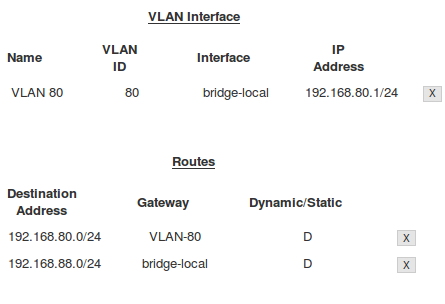 VLAN Interface
Name VLAN ID Interface IP Address
VLAN 80 80 bridge-local 192.168.80.1/24 X
Routes
Destination Address Gateway Dynamic/Static
192.168.80.0/24 VLAN-80 D X
192.168.88.0/24 bridge-local D X